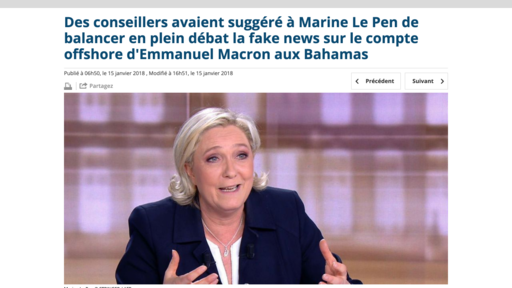 Des conseillers avaient suggéré à Marine Le Pen de
balancer en plein débat la fake news sur le compte
offshore d'Emmanuel Macron aux Bahamas
Publié à 06h50, le 15 janvier 2018 , Modifié à 16h51, le 15 janvier 2018
Précédent
Suivant
Partagez